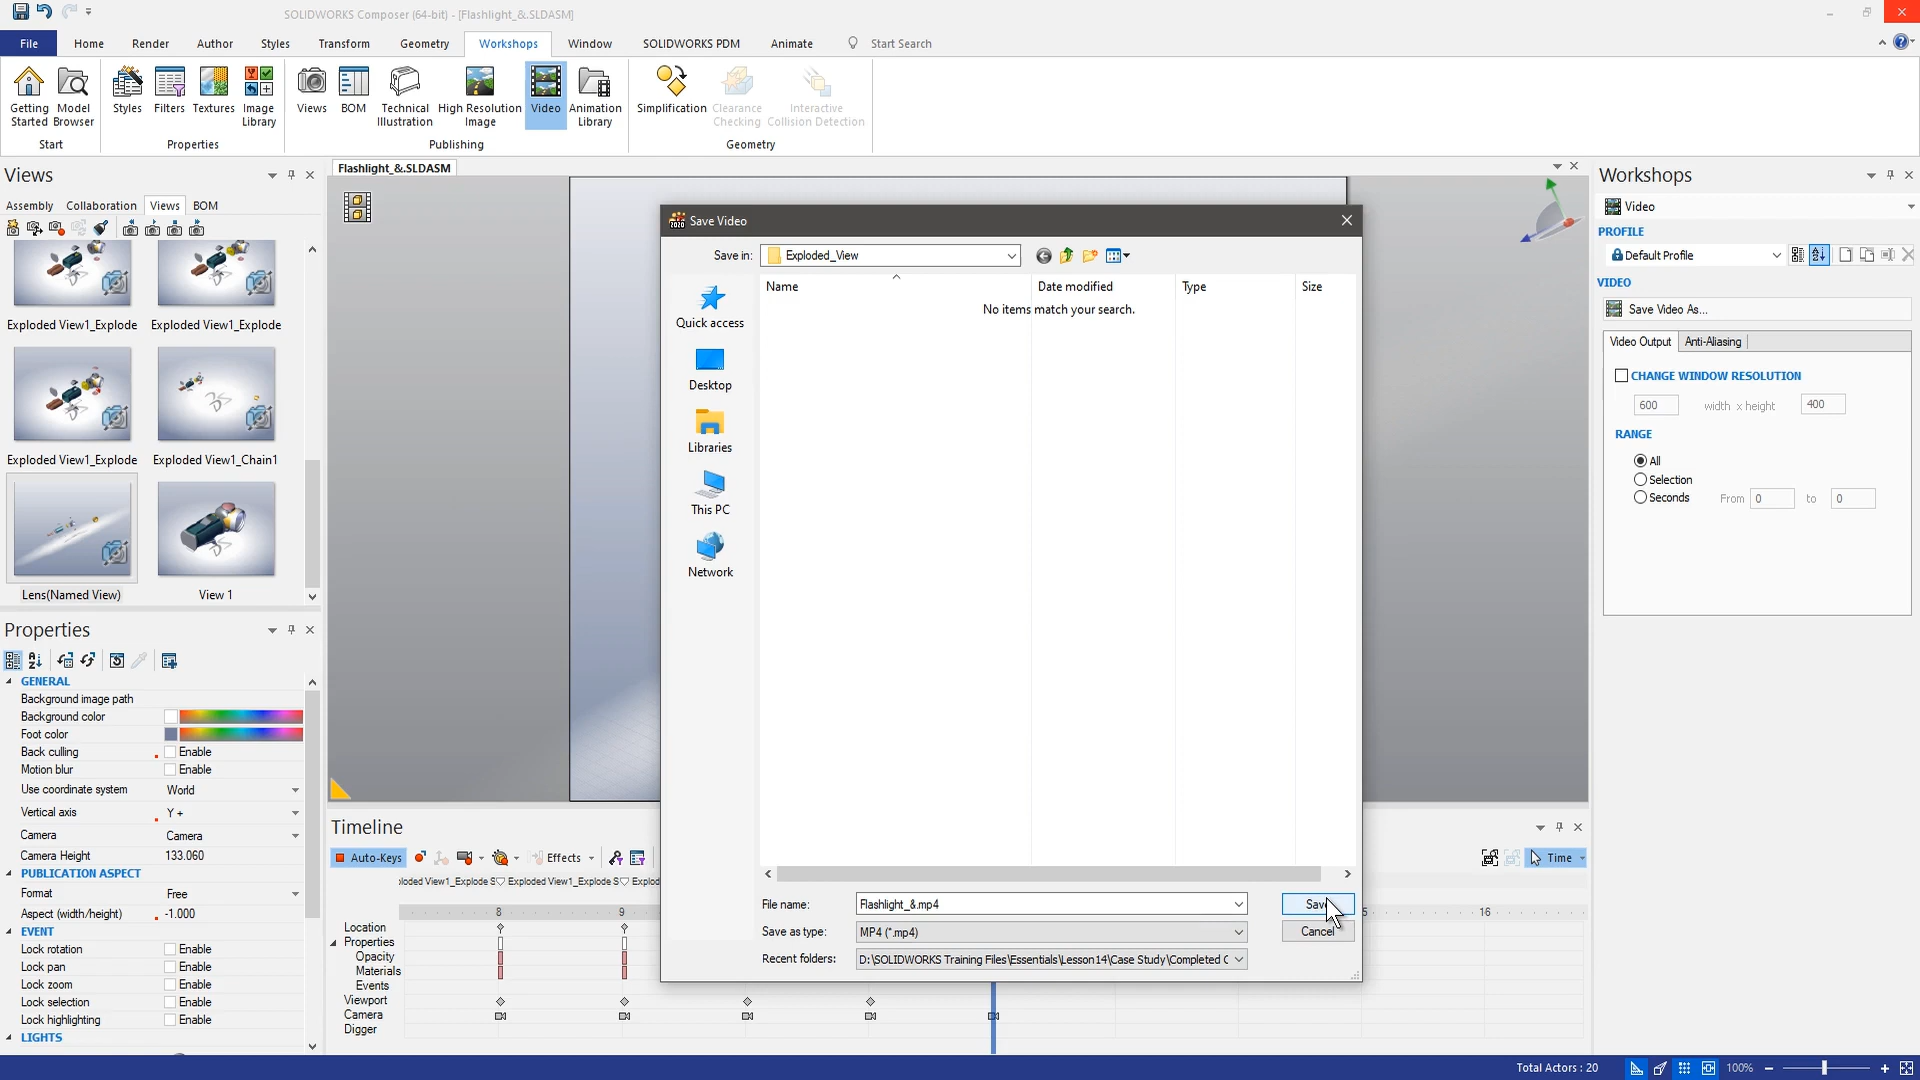 SOLIDWORKS Composer (64-bit) - [Flashlight_&.SLDASM]
File Home Render Author Styles Transform Geometry Workshops Window SOLIDWORKS PDM Animate Start Search
Getting Started Model Browser Styles Filters Textures Image Library Views BOM Technical Illustration High Resolution Image Video Animation Library Simplification Clearance Checking Interactive Collision Detection
Start Properties Publishing Geometry
Views
Assembly Collaboration Views BOM
Exploded View1_Explode Exploded View1_Explode
Exploded View1_Explode Exploded View1_Chain1
Lens(Named View) View 1
Properties
GENERAL
Background image path
Background color
Foot color
Back culling Enable
Motion blur Enable
Use coordinate system World
Vertical axis Y +
Camera Camera
Camera Height 133.060
PUBLICATION ASPECT
Format Free
Aspect (width/height) -1.000
EVENT
Lock rotation Enable
Lock pan Enable
Lock zoom Enable
Lock selection Enable
Lock highlighting Enable
LIGHTS
Flashlight_&.SLDASM
Save Video
Save in: Exploded_View
Quick access
Desktop
Libraries
This PC
Network
Name Date modified Type Size
No items match your search.
File name: Flashlight_&.mp4 Save
Save as type: MP4 (*.mp4) Cancel
Recent folders: D:\SOLIDWORKS Training Files\Essentials\Lesson14\Case Study\Completed C
Timeline
Auto-Keys Effects Time
loded View1_Explode S Exploded View1_Explode S Explod
8 9 5 16
Location
Properties
Opacity
Materials
Events
Viewport
Camera
Digger
Workshops
Video
PROFILE
Default Profile
VIDEO
Save Video As...
Video Output Anti-Aliasing
CHANGE WINDOW RESOLUTION
600 width x height 400
RANGE
All
Selection
Seconds From 0 to 0
Total Actors : 20 100%